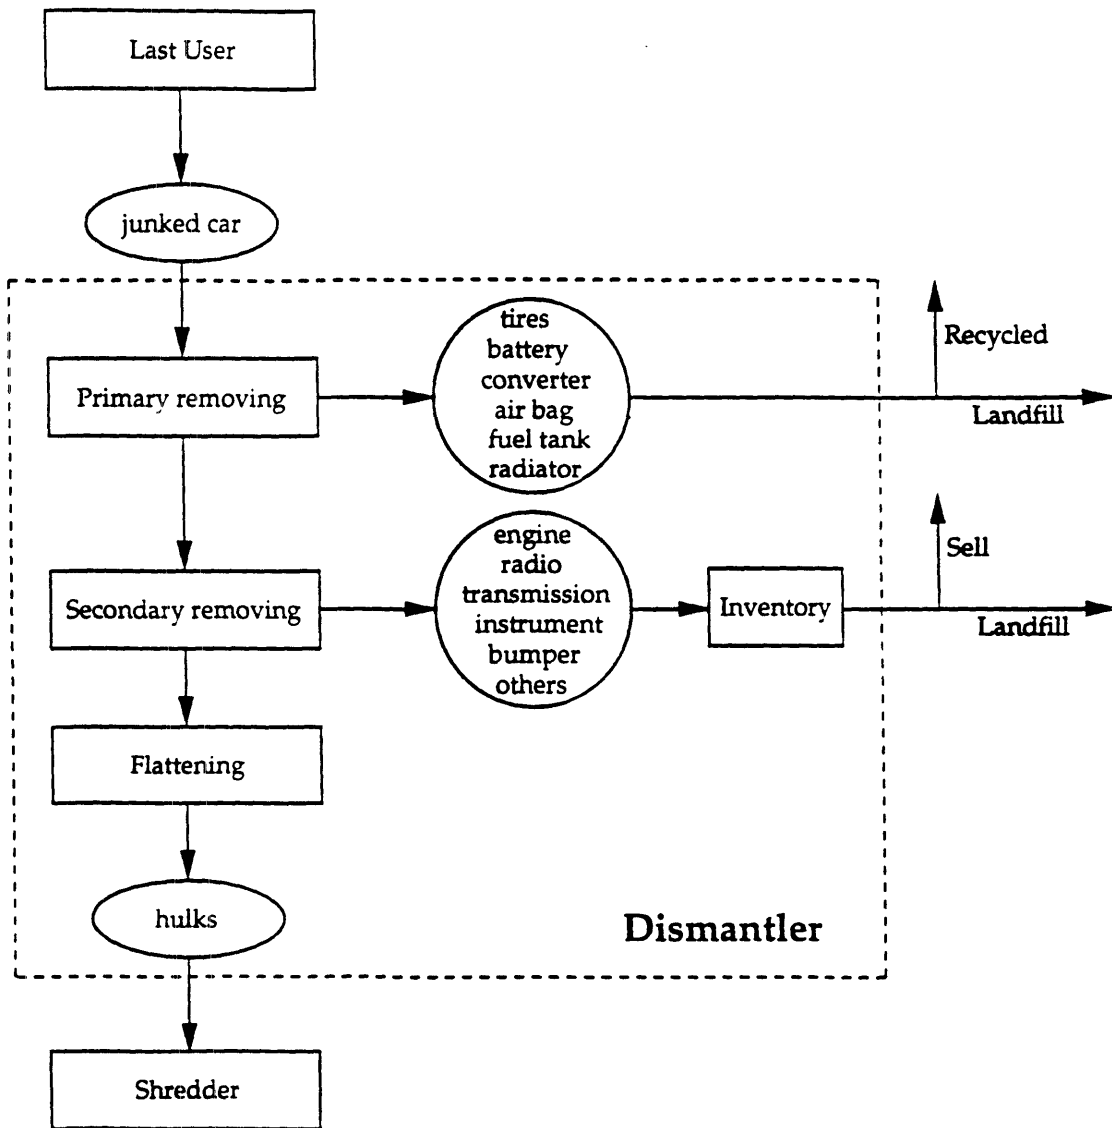 Last User
junked car
Primary removing
tires
battery
converter
air bag
fuel tank
radiator
Recycled
Landfill
Secondary removing
engine
radio
transmission
instrument
bumper
others
Inventory
Sell
Landfill
Flattening
hulks
Dismantler
Shredder